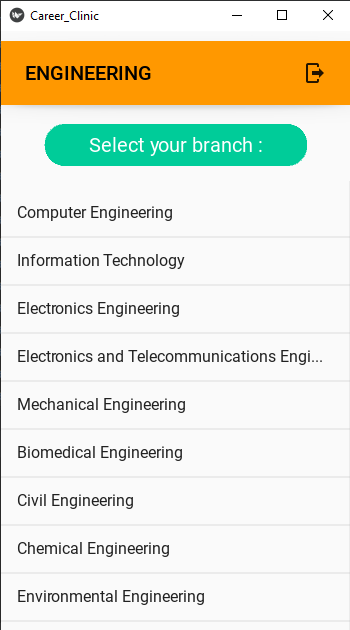 Career_Clinic
ENGINEERING
Select your branch :
Computer Engineering
Information Technology
Electronics Engineering
Electronics and Telecommunications Engi...
Mechanical Engineering
Biomedical Engineering
Civil Engineering
Chemical Engineering
Environmental Engineering